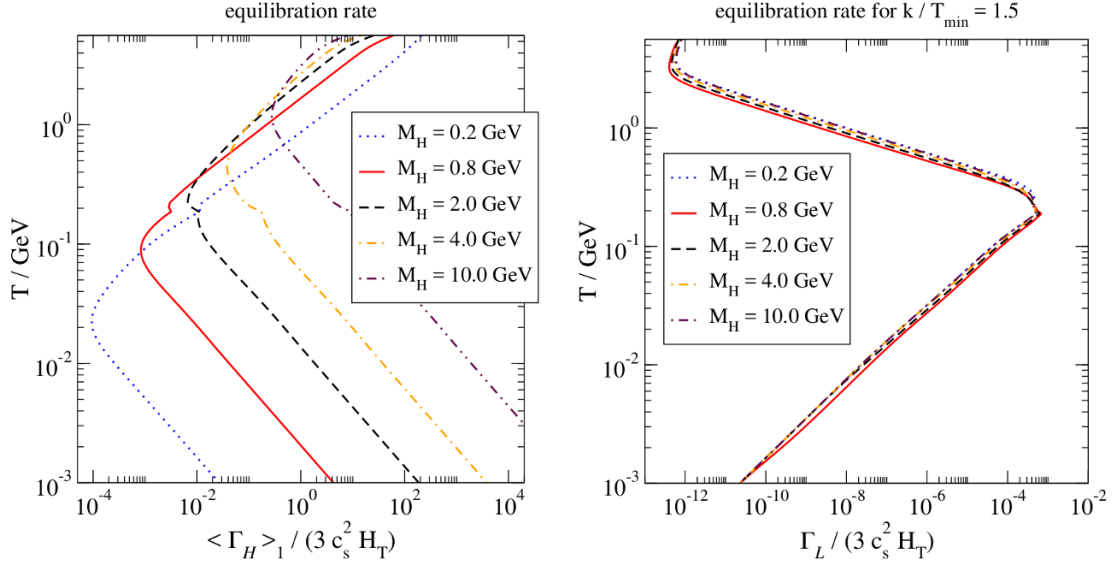 equilibration rate
T / GeV
10^0
10^-1
10^-2
10^-3
M_H = 0.2 GeV
M_H = 0.8 GeV
M_H = 2.0 GeV
M_H = 4.0 GeV
M_H = 10.0 GeV
10^-4 10^-2 10^0 10^2 10^4
< Γ_H >_1 / (3 c_s^2 H_T)
equilibration rate for k / T_min = 1.5
T / GeV
10^0
10^-1
10^-2
10^-3
M_H = 0.2 GeV
M_H = 0.8 GeV
M_H = 2.0 GeV
M_H = 4.0 GeV
M_H = 10.0 GeV
10^-12 10^-10 10^-8 10^-6 10^-4 10^-2
Γ_L / (3 c_s^2 H_T)